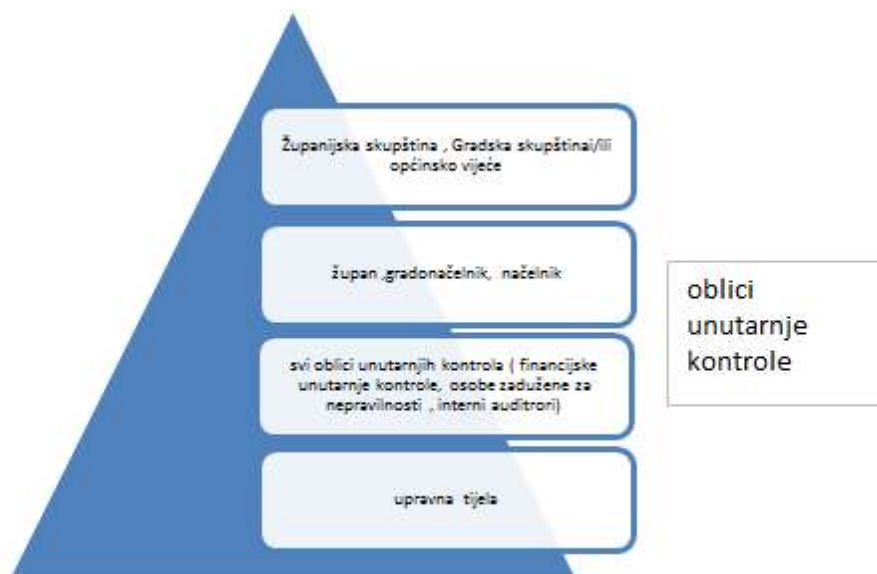 Županijska skupština , Gradska skupštinai/ili
općinsko vijeće
župan ,gradonačelnik, načelnik
svi oblici unutarnjih kontrola ( financijske
unutarnje kontrole, osobe zadužene za
nepravilnosti , interni auditrori)
upravna tijela
oblici
unutarnje
kontrole